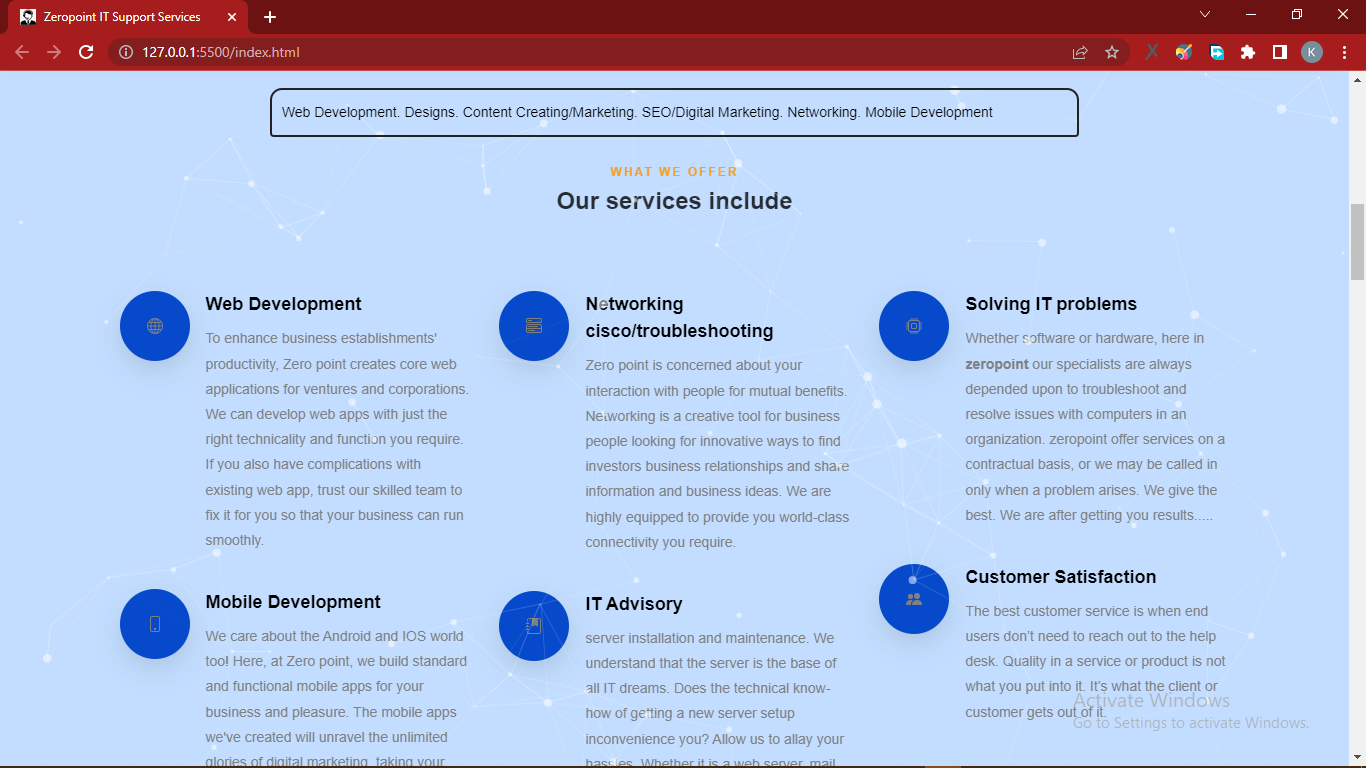 Zeropoint IT Support Services
127.0.0.1:5500/index.html
K
Web Development. Designs. Content Creating/Marketing. SEO/Digital Marketing. Networking. Mobile Development
WHAT WE OFFER
Our services include
Web Development
To enhance business establishments'
productivity, Zero point creates core web
applications for ventures and corporations.
We can develop web apps with just the
right technicality and function you require.
If you also have complications with
existing web app, trust our skilled team to
fix it for you so that your business can run
smoothly.
Networking
cisco/troubleshooting
Zero point is concerned about your
interaction with people for mutual benefits.
Networking is a creative tool for business
people looking for innovative ways to find
investors business relationships and share
information and business ideas. We are
highly equipped to provide you world-class
connectivity you require.
Solving IT problems
Whether software or hardware, here in
zeropoint our specialists are always
depended upon to troubleshoot and
resolve issues with computers in an
organization. zeropoint offer services on a
contractual basis, or we may be called in
only when a problem arises. We give the
best. We are after getting you results.....
Mobile Development
We care about the Android and IOS world
too! Here, at Zero point, we build standard
and functional mobile apps for your
business and pleasure. The mobile apps
we've created will unravel the unlimited
glories of digital marketing, taking your
IT Advisory
server installation and maintenance. We
understand that the server is the base of
all IT dreams. Does the technical know-
how of getting a new server setup
inconvenience you? Allow us to allay your
hassles. Whether it is a web server, mail
Customer Satisfaction
The best customer service is when end
users don't need to reach out to the help
desk. Quality in a service or product is not
what you put into it. It's what the client or
customer gets out of it.
Activate Windows
Go to Settings to activate Windows.